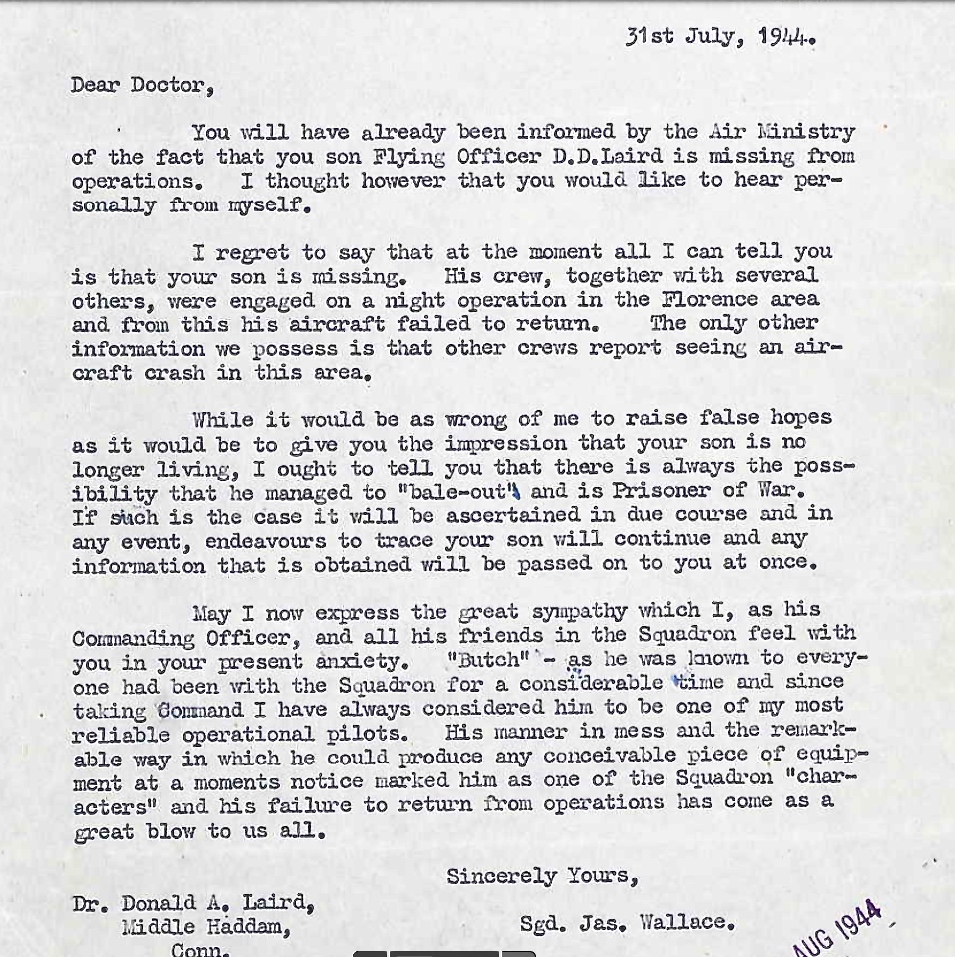 31st July, 1944.
Dear Doctor,
You will have already been informed by the Air Ministry
of the fact that you son Flying Officer D.D.Laird is missing from
operations. I thought however that you would like to hear per-
sonally from myself.
I regret to say that at the moment all I can tell you
is that your son is missing. His crew, together with several
others, were engaged on a night operation in the Florence area
and from this his aircraft failed to return. The only other
information we possess is that other crews report seeing an air-
craft crash in this area.
While it would be as wrong of me to raise false hopes
as it would be to give you the impression that your son is no
longer living, I ought to tell you that there is always the poss-
ibility that he managed to "bale-out", and is Prisoner of War.
If such is the case it will be ascertained in due course and in
any event, endeavours to trace your son will continue and any
information that is obtained will be passed on to you at once.
May I now express the great sympathy which I, as his
Commanding Officer, and all his friends in the Squadron feel with
you in your present anxiety. "Butch" - as he was known to every-
one had been with the Squadron for a considerable time and since
taking Command I have always considered him to be one of my most
reliable operational pilots. His manner in mess and the remark-
able way in which he could produce any conceivable piece of equip-
ment at a moments notice marked him as one of the Squadron "char-
acters" and his failure to return from operations has come as a
great blow to us all.
Sincerely Yours,
Dr. Donald A. Laird,
Middle Haddam,
Conn.
Sgd. Jas. Wallace.
AUG 1944